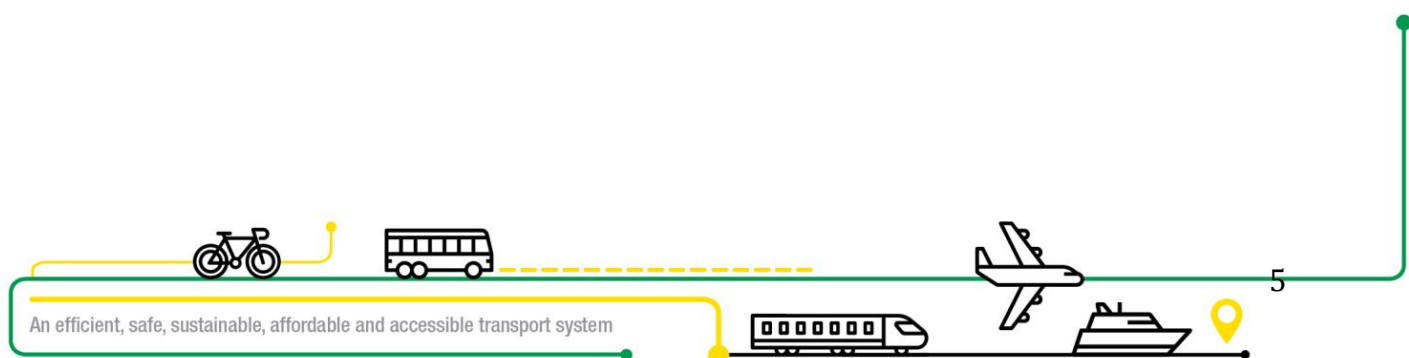 5
An efficient, safe, sustainable, affordable and accessible transport system